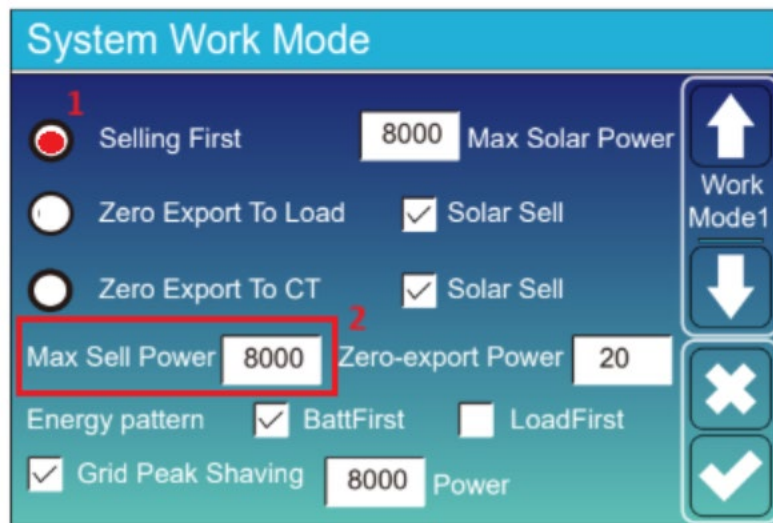 System Work Mode
1
Selling First 8000 Max Solar Power
Work
Mode1
Zero Export To Load Solar Sell
Zero Export To CT Solar Sell
2
Max Sell Power 8000 Zero-export Power 20
Energy pattern BattFirst LoadFirst
Grid Peak Shaving 8000 Power